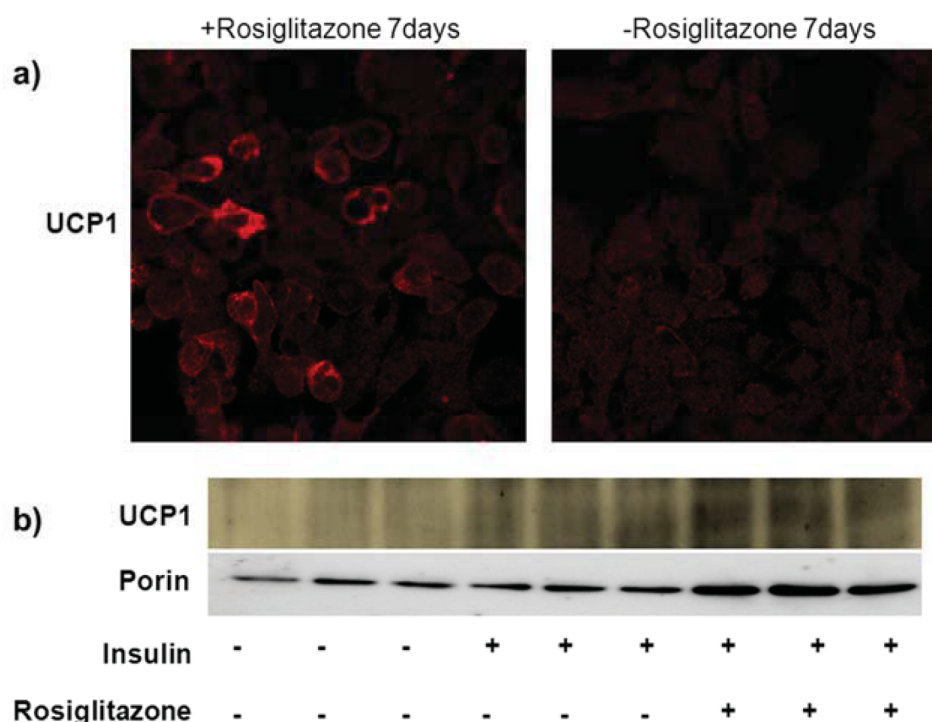 +Rosiglitazone 7days -Rosiglitazone 7days
a)
UCP1
b) UCP1
Porin
Insulin - - - + + + + + +
Rosiglitazone - - - - - - + + +